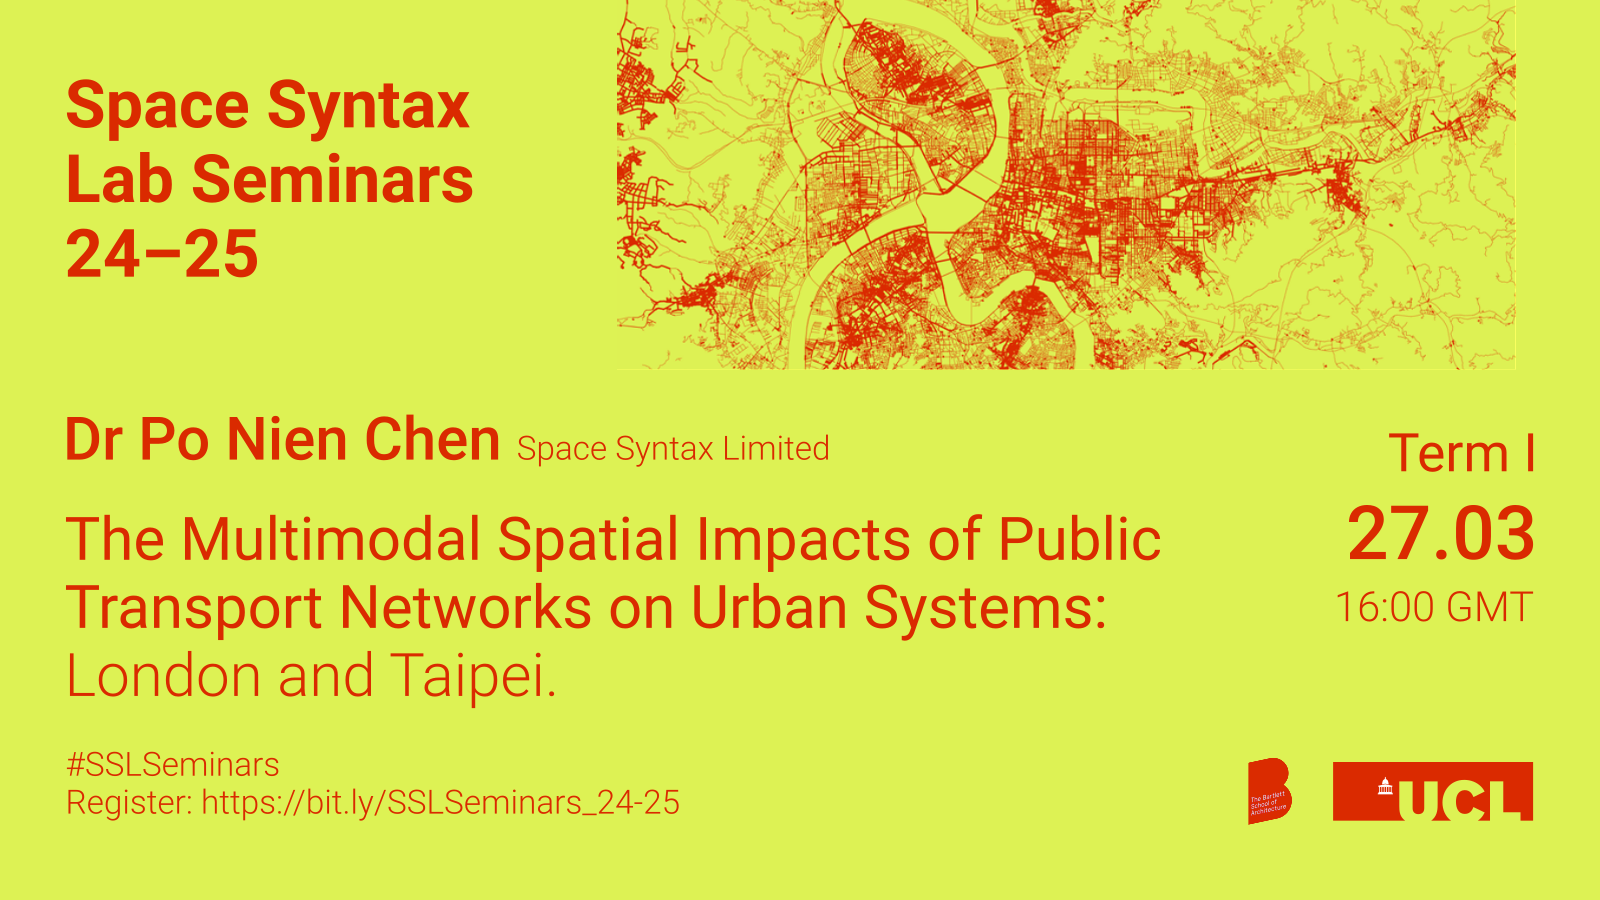 Space Syntax
Lab Seminars
24–25
Dr Po Nien Chen Space Syntax Limited
The Multimodal Spatial Impacts of Public
Transport Networks on Urban Systems:
London and Taipei.
Term I
27.03
16:00 GMT
#SSLSeminars
Register: https://bit.ly/SSLSeminars_24-25
The Bartlett
School of
Architecture
UCL